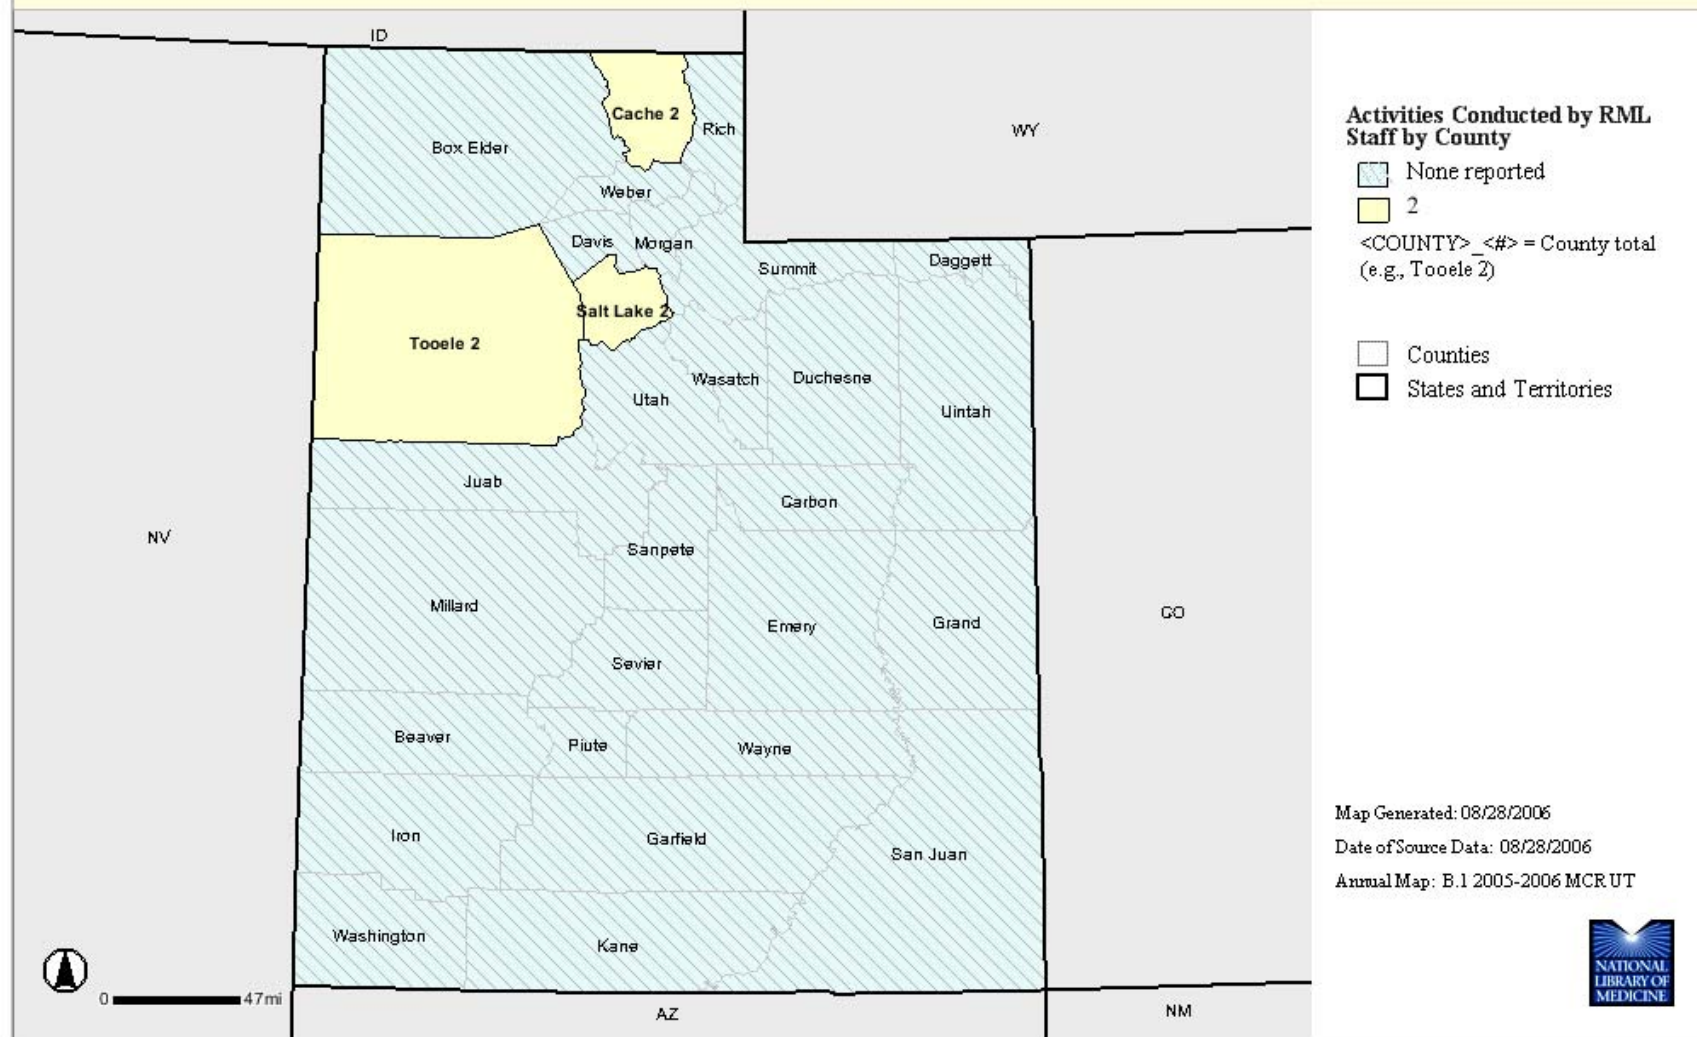 ID
Cache 2
Rich
WY
Box Elder
Weber
Davis
Morgan
Summit
Daggett
Salt Lake 2
Tooele 2
Wasatch
Duchesne
Utah
Uintah
Juab
Carbon
NV
Sanpete
Millard
Emery
Grand
CO
Sevier
Beaver
Piute
Wayne
Iron
Garfield
San Juan
Washington
Kane
0 47mi
AZ
NM
Activities Conducted by RML
Staff by County
None reported
2
<COUNTY>_<#> = County total
(e.g., Tooele 2)
Counties
States and Territories
Map Generated: 08/28/2006
Date of Source Data: 08/28/2006
Annual Map: B.1 2005-2006 MCR UT
NATIONAL
LIBRARY OF
MEDICINE